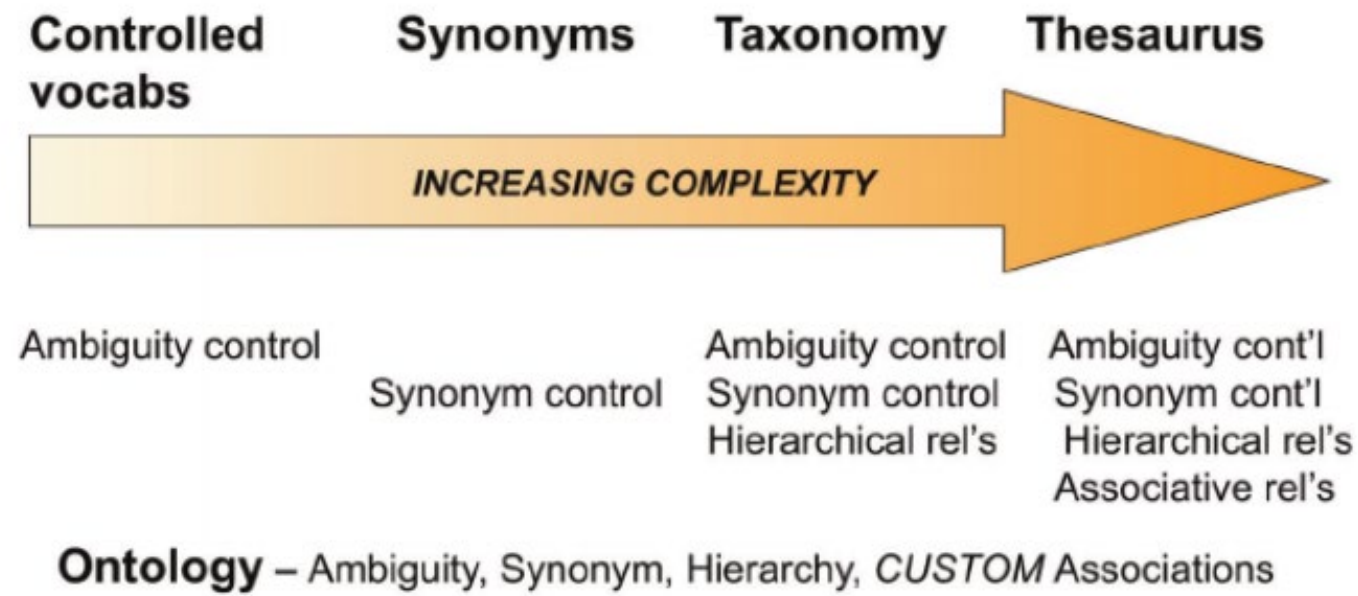 Controlled vocabs
Synonyms
Taxonomy
Thesaurus
INCREASING COMPLEXITY
Ambiguity control
Synonym control
Ambiguity control
Synonym control
Hierarchical rel's
Ambiguity cont'l
Synonym cont'l
Hierarchical rel's
Associative rel's
Ontology – Ambiguity, Synonym, Hierarchy, CUSTOM Associations